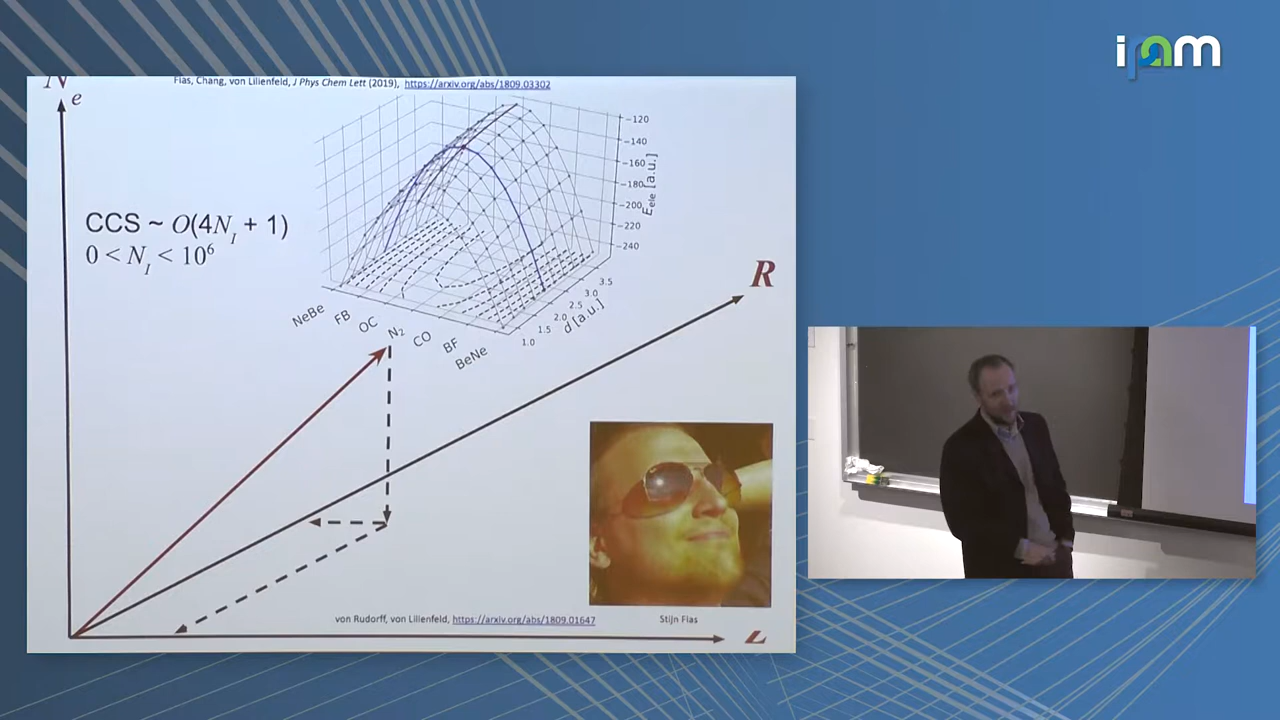 ipam
N e
Fias, Chang, von Lilienfeld, J Phys Chem Lett (2019), https://arxiv.org/abs/1809.03302
CCS ~ O(4N_I + 1)
0 < N_I < 10^6
−120
−140
−160
−180
−200
−220
−240
E_ele [a.u.]
NeBe
FB
OC
N_2
CO
BF
BeNe
1.0
1.5
2.0
2.5
3.0
3.5
d [a.u.]
R
von Rudorff, von Lilienfeld, https://arxiv.org/abs/1809.01647
Stijn Fias
Z